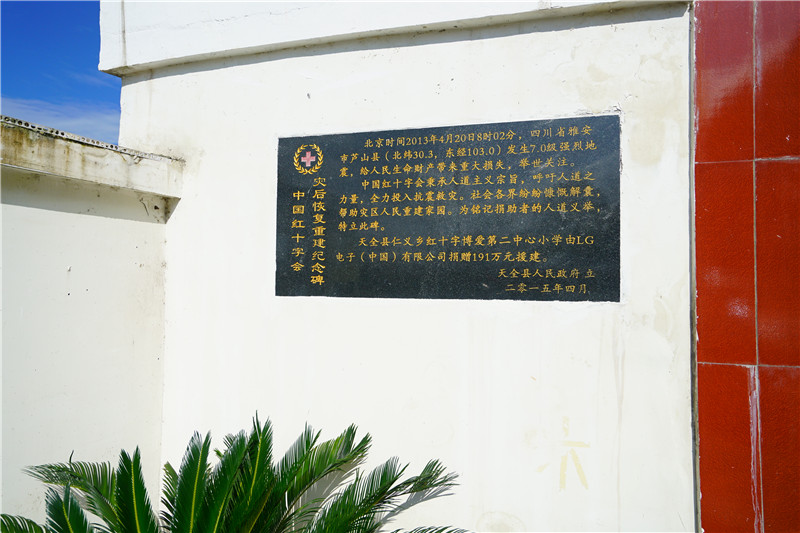 中国红十字会
灾后恢复重建纪念碑
北京时间2013年4月20日8时02分，四川省雅安
市芦山县（北纬30.3，东经103.0）发生7.0级强烈地
震，给人民生命财产带来重大损失，举世关注。
中国红十字会秉承人道主义宗旨，呼吁人道之
力量，全力投入抗震救灾。社会各界纷纷慷慨解囊，
帮助灾区人民重建家园。为铭记捐助者的人道义举，
特立此碑。
天全县仁义乡红十字博爱第二中心小学由LG
电子（中国）有限公司捐赠191万元援建。
天全县人民政府 立
二零一五年四月